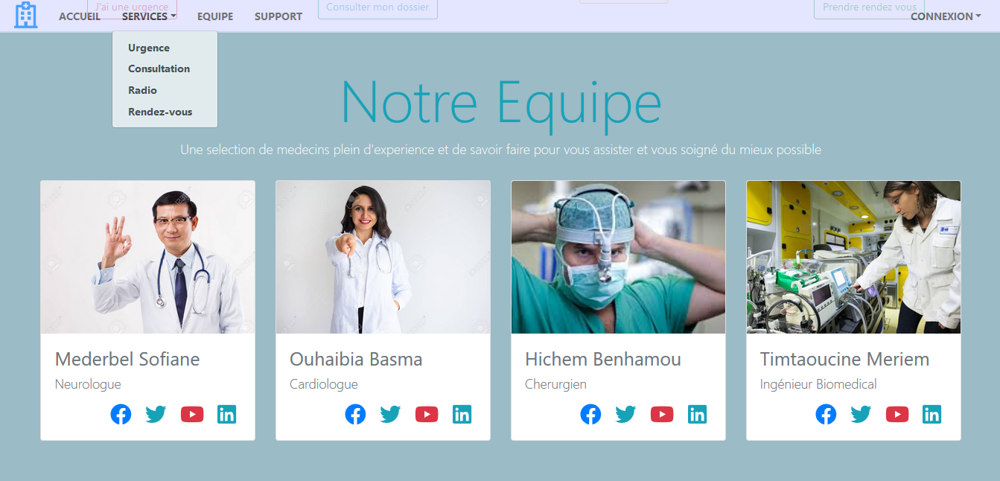 J'ai une urgence
Consulter mon dossier
Prendre rendez vous
ACCUEIL
SERVICES
EQUIPE
SUPPORT
CONNEXION
Urgence
Consultation
Radio
Rendez-vous
Notre Equipe
Une selection de medecins plein d'experience et de savoir faire pour vous assister et vous soigné du mieux possible
Mederbel Sofiane
Neurologue
Ouhaibia Basma
Cardiologue
Hichem Benhamou
Cherurgien
Timtaoucine Meriem
Ingénieur Biomedical